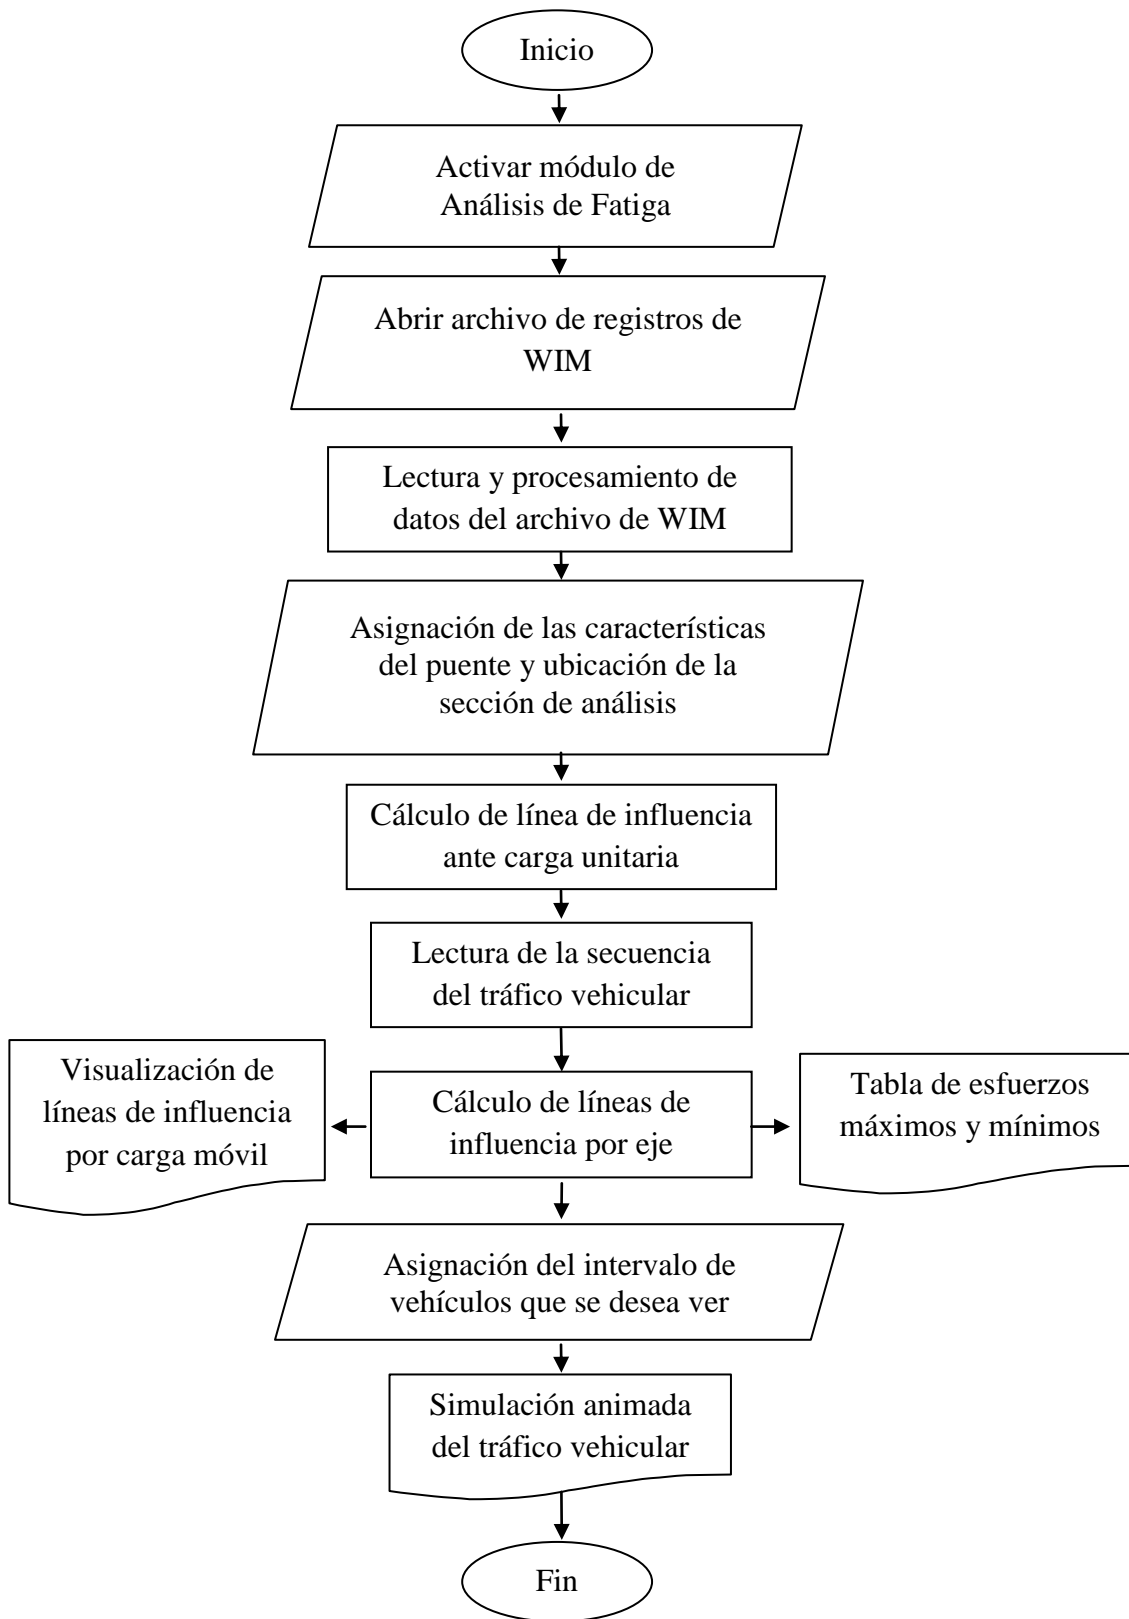 Inicio
Activar módulo de
Análisis de Fatiga
Abrir archivo de registros de
WIM
Lectura y procesamiento de
datos del archivo de WIM
Asignación de las características
del puente y ubicación de la
sección de análisis
Cálculo de línea de influencia
ante carga unitaria
Lectura de la secuencia
del tráfico vehicular
Visualización de
líneas de influencia
por carga móvil
Cálculo de líneas de
influencia por eje
Tabla de esfuerzos
máximos y mínimos
Asignación del intervalo de
vehículos que se desea ver
Simulación animada
del tráfico vehicular
Fin